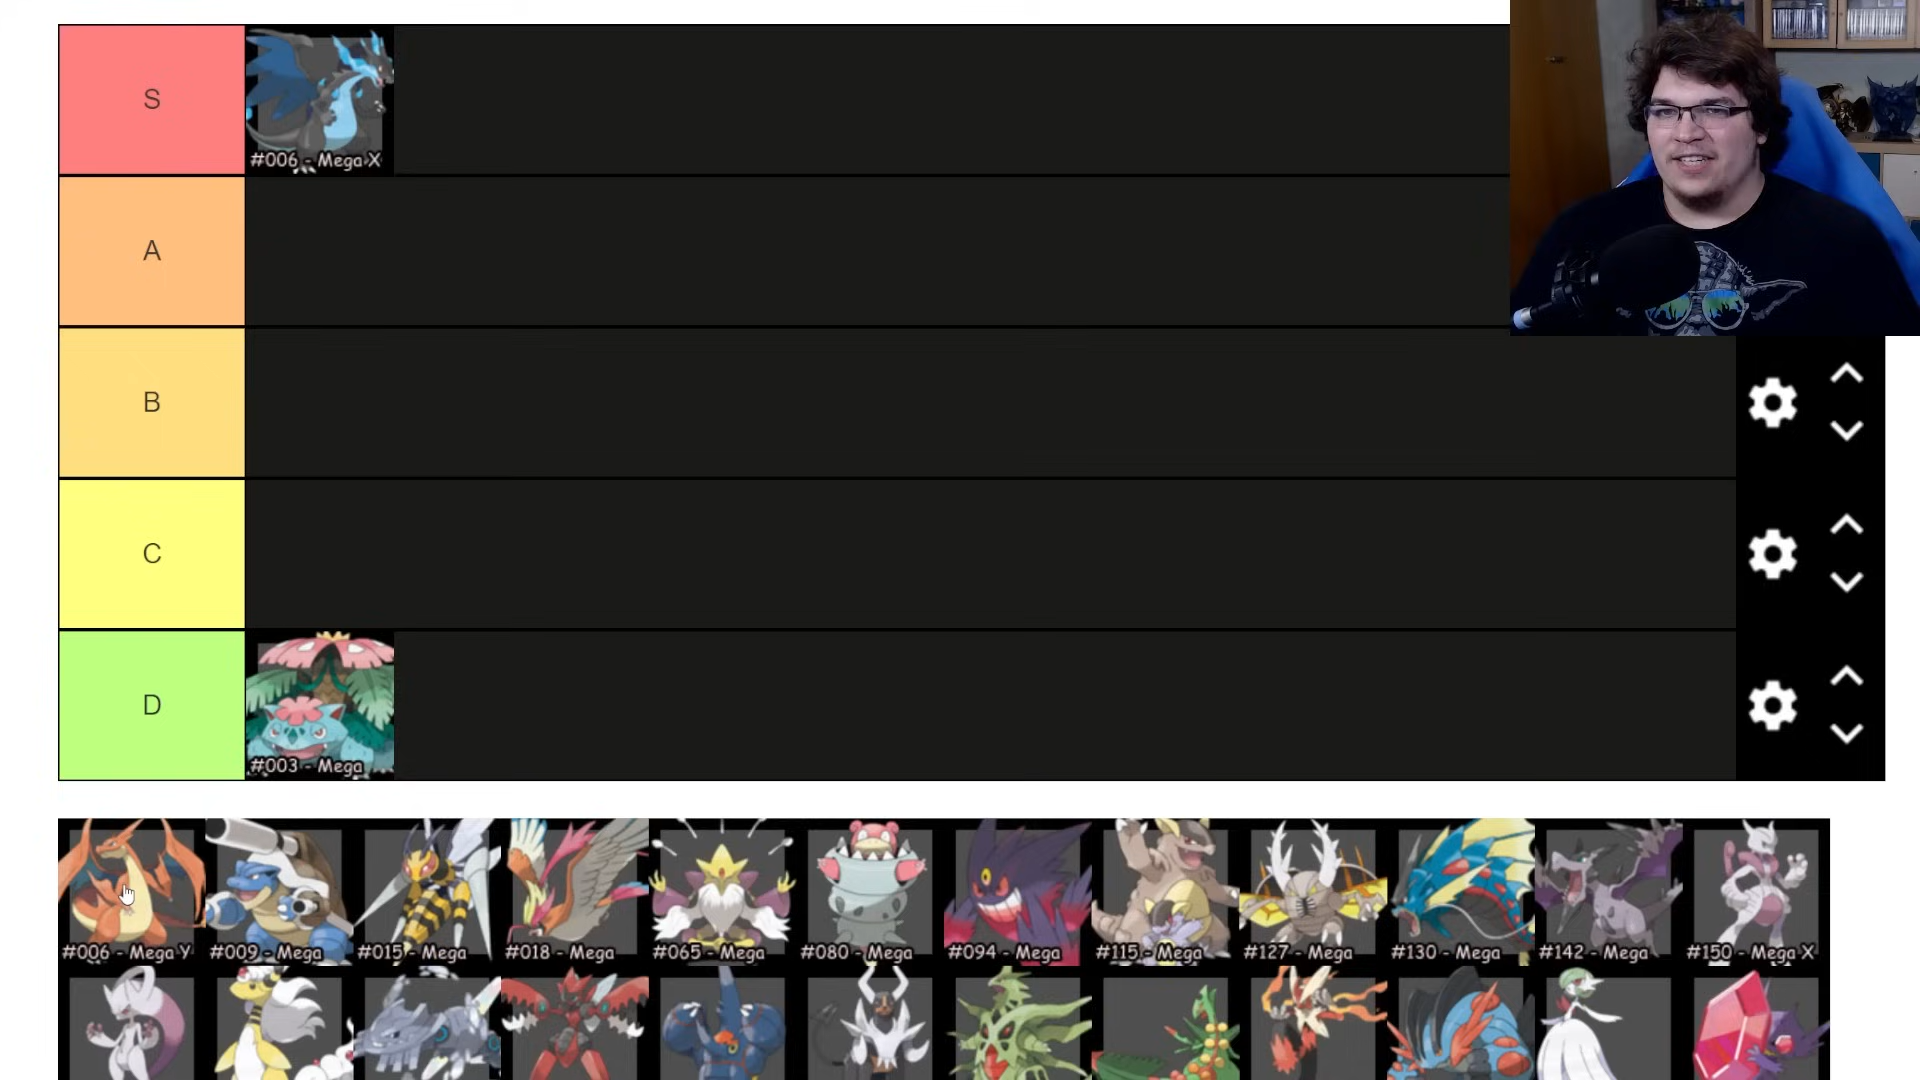 S
#006 - Mega X
A
B
C
D
#003 - Mega
#006 - Mega Y
#009 - Mega
#015 - Mega
#018 - Mega
#065 - Mega
#080 - Mega
#094 - Mega
#115 - Mega
#127 - Mega
#130 - Mega
#142 - Mega
#150 - Mega X